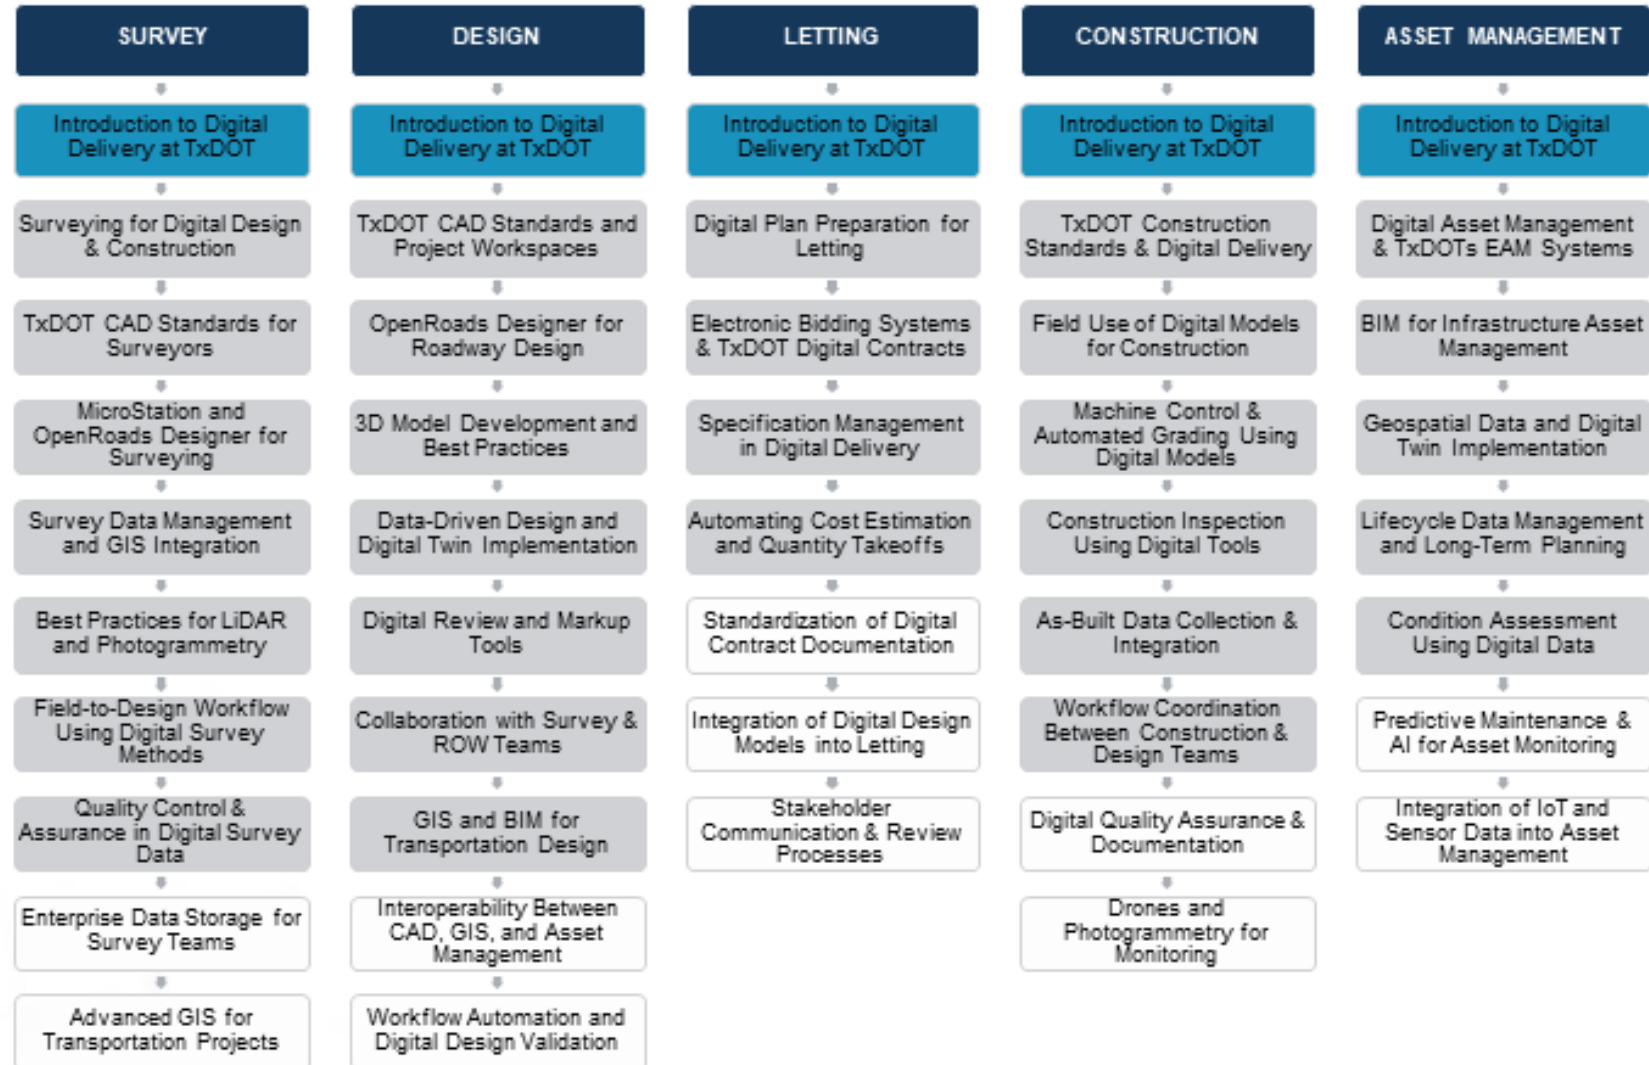 SURVEY
Introduction to Digital
Delivery at TxDOT
Surveying for Digital Design
& Construction
TxDOT CAD Standards for
Surveyors
MicroStation and
OpenRoads Designer for
Surveying
Survey Data Management
and GIS Integration
Best Practices for LiDAR
and Photogrammetry
Field-to-Design Workflow
Using Digital Survey
Methods
Quality Control &
Assurance in Digital Survey
Data
Enterprise Data Storage for
Survey Teams
Advanced GIS for
Transportation Projects
DESIGN
Introduction to Digital
Delivery at TxDOT
TxDOT CAD Standards and
Project Workspaces
OpenRoads Designer for
Roadway Design
3D Model Development and
Best Practices
Data-Driven Design and
Digital Twin Implementation
Digital Review and Markup
Tools
Collaboration with Survey &
ROW Teams
GIS and BIM for
Transportation Design
Interoperability Between
CAD, GIS, and Asset
Management
Workflow Automation and
Digital Design Validation
LETTING
Introduction to Digital
Delivery at TxDOT
Digital Plan Preparation for
Letting
Electronic Bidding Systems
& TxDOT Digital Contracts
Specification Management
in Digital Delivery
Automating Cost Estimation
and Quantity Takeoffs
Standardization of Digital
Contract Documentation
Integration of Digital Design
Models into Letting
Stakeholder
Communication & Review
Processes
CONSTRUCTION
Introduction to Digital
Delivery at TxDOT
TxDOT Construction
Standards & Digital Delivery
Field Use of Digital Models
for Construction
Machine Control &
Automated Grading Using
Digital Models
Construction Inspection
Using Digital Tools
As-Built Data Collection &
Integration
Workflow Coordination
Between Construction &
Design Teams
Digital Quality Assurance &
Documentation
Drones and
Photogrammetry for
Monitoring
ASSET MANAGEMENT
Introduction to Digital
Delivery at TxDOT
Digital Asset Management
& TxDOTs EAM Systems
BIM for Infrastructure Asset
Management
Geospatial Data and Digital
Twin Implementation
Lifecycle Data Management
and Long-Term Planning
Condition Assessment
Using Digital Data
Predictive Maintenance &
AI for Asset Monitoring
Integration of IoT and
Sensor Data into Asset
Management